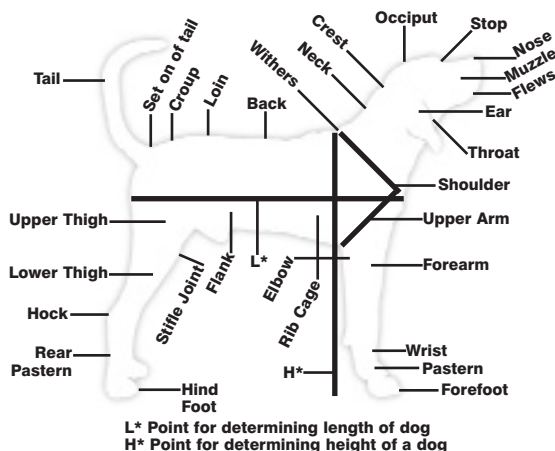 Occiput
Stop
Crest
Nose
Neck
Muzzle
Withers
Flews
Tail
Set on of tail
Croup
Loin
Back
Ear
Throat
Shoulder
Upper Thigh
Upper Arm
Lower Thigh
Stifle Joint
Flank
L*
Elbow
Rib Cage
Forearm
Hock
Rear
Pastern
Wrist
H*
Pastern
Hind
Foot
Forefoot
L* Point for determining length of dog
H* Point for determining height of a dog